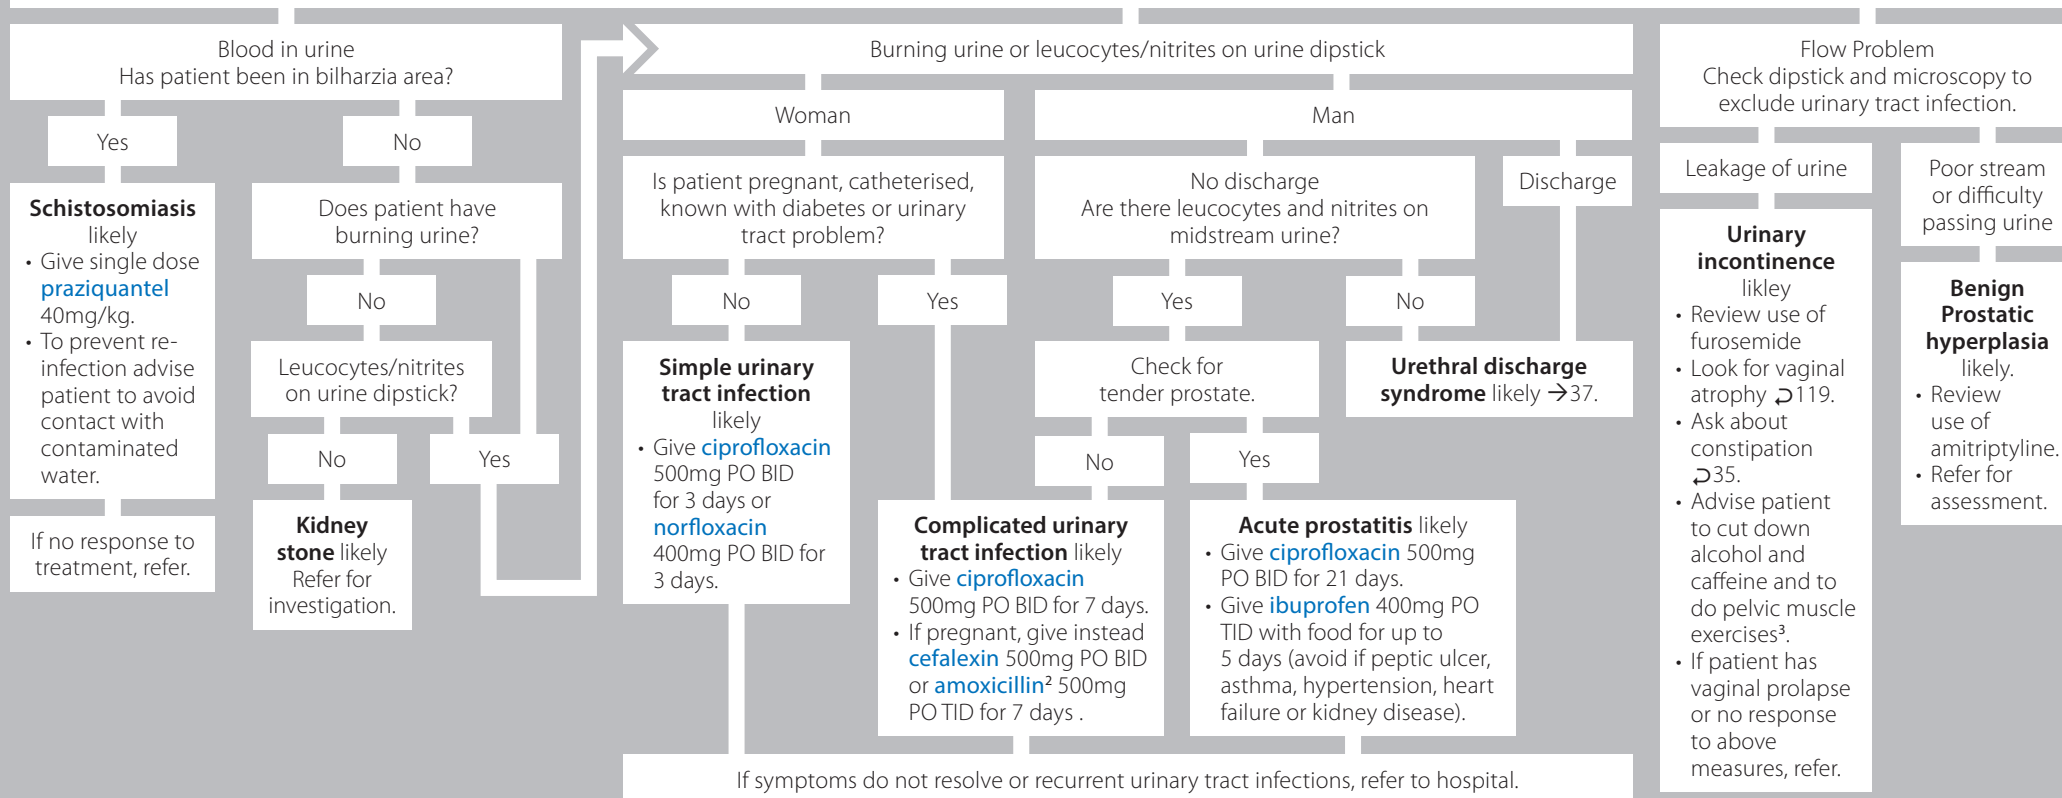 Blood in urine
Has patient been in bilharzia area?
Yes
No
Schistosomiasis
likely
• Give single dose
praziquantel
40mg/kg.
• To prevent re-
infection advise
patient to avoid
contact with
contaminated
water.
If no response to
treatment, refer.
Does patient have
burning urine?
No
Leucocytes/nitrites
on urine dipstick?
No
Yes
Kidney
stone likely
Refer for
investigation.
Burning urine or leucocytes/nitrites on urine dipstick
Woman
Is patient pregnant, catheterised,
known with diabetes or urinary
tract problem?
No
Yes
Simple urinary
tract infection
likely
• Give ciprofloxacin
500mg PO BID
for 3 days or
norfloxacin
400mg PO BID for
3 days.
Man
No discharge
Are there leucocytes and nitrites on
midstream urine?
Discharge
Yes
No
Check for
tender prostate.
Urethral discharge
syndrome likely →37.
No
Yes
Complicated urinary
tract infection likely
• Give ciprofloxacin
500mg PO BID for 7 days.
• If pregnant, give instead
cefalexin 500mg PO BID
or amoxicillin² 500mg
PO TID for 7 days .
Acute prostatitis likely
• Give ciprofloxacin 500mg
PO BID for 21 days.
• Give ibuprofen 400mg PO
TID with food for up to
5 days (avoid if peptic ulcer,
asthma, hypertension, heart
failure or kidney disease).
If symptoms do not resolve or recurrent urinary tract infections, refer to hospital.
Flow Problem
Check dipstick and microscopy to
exclude urinary tract infection.
Leakage of urine
Urinary
incontinence
likley
• Review use of
furosemide
• Look for vaginal
atrophy ⮌119.
• Ask about
constipation
⮌35.
• Advise patient
to cut down
alcohol and
caffeine and to
do pelvic muscle
exercises³.
• If patient has
vaginal prolapse
or no response
to above
measures, refer.
Poor stream
or difficulty
passing urine
Benign
Prostatic
hyperplasia
likely.
• Review
use of
amitriptyline.
• Refer for
assessment.